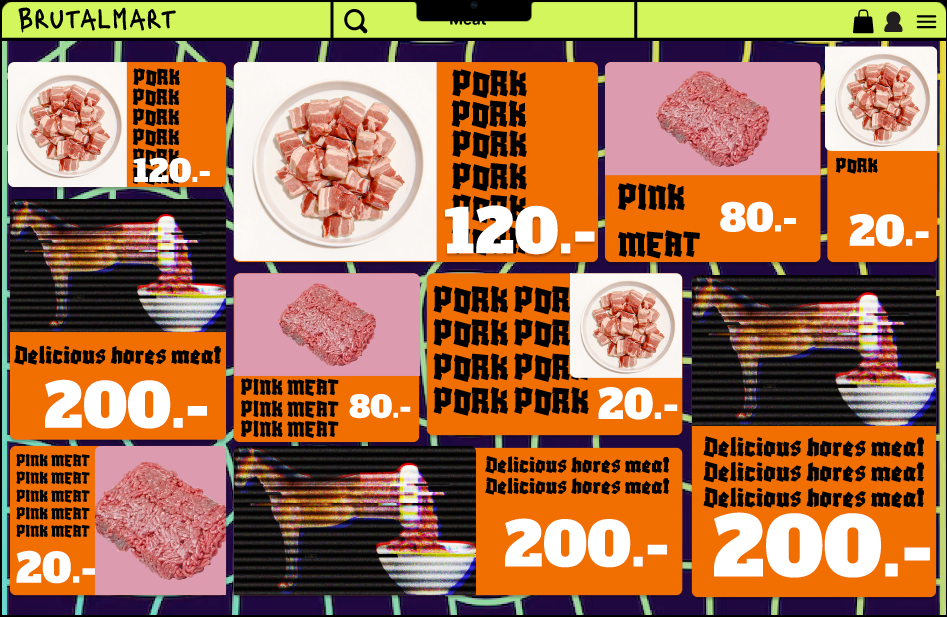 BRUTALMART
Meat
PORK
PORK
PORK
PORK
PORK
120.-
PORK
PORK
PORK
PORK
PORK
120.-
PINK
MEAT
80.-
PORK
20.-
Delicious hores meat
200.-
PINK MEAT
PINK MEAT
PINK MEAT
80.-
PORK POR
PORK POR
PORK POR
PORK PORK
20.-
Delicious hores meat
Delicious hores meat
Delicious hores meat
200.-
PINK MEAT
PINK MEAT
PINK MEAT
PINK MEAT
PINK MEAT
20.-
Delicious hores meat
Delicious hores meat
200.-